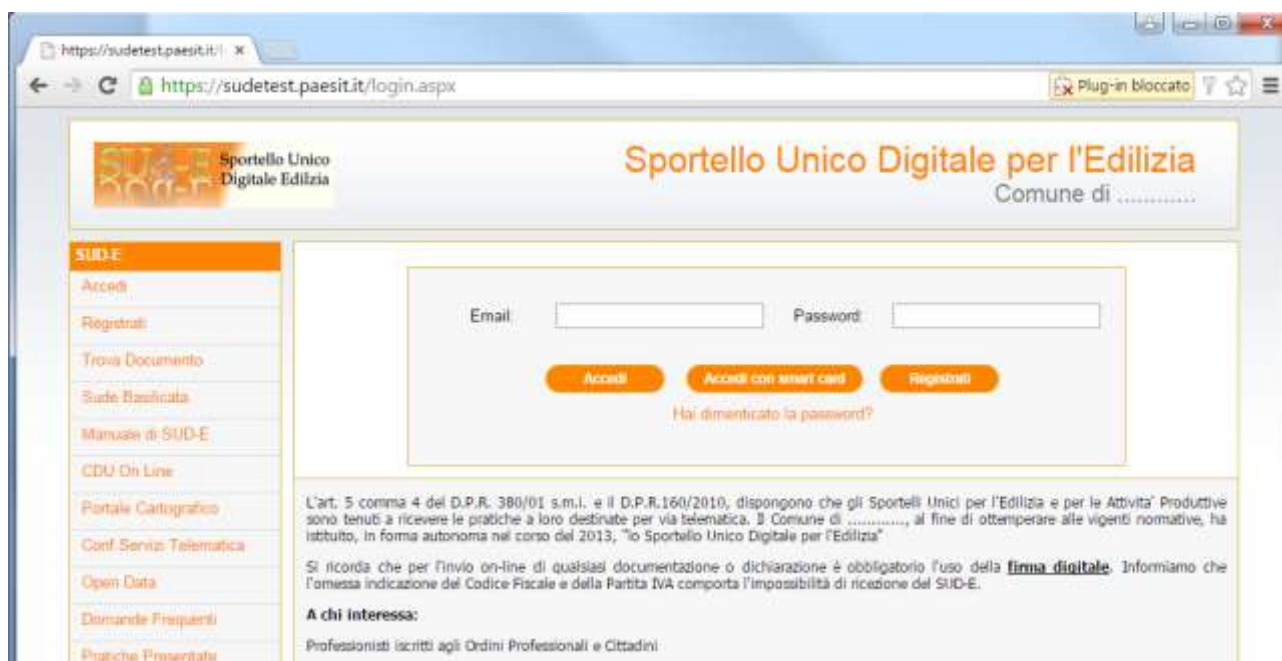 https://sudetest.paesit.it/l
https://sudetest.paesit.it/login.aspx
Plug-in bloccato
SUD-E
Sportello Unico
Digitale Edilzia
Sportello Unico Digitale per l'Edilizia
Comune di ............
SUD-E
Accedi
Registrati
Trova Documento
Sude Basilicata
Manuale di SUD-E
CDU On Line
Portale Cartografico
Conf.Servizi Telematica
Open Data
Domande Frequenti
Pratiche Presentate
Email:
Password:
Accedi
Accedi con smart card
Registrati
Hai dimenticato la password?
L'art. 5 comma 4 del D.P.R. 380/01 s.m.i. e il D.P.R.160/2010, dispongono che gli Sportelli Unici per l'Edilizia e per le Attivita' Produttive
sono tenuti a ricevere le pratiche a loro destinate per via telematica. Il Comune di ............., al fine di ottemperare alle vigenti normative, ha
istituito, in forma autonoma nel corso del 2013, "lo Sportello Unico Digitale per l'Edilizia"
Si ricorda che per l'invio on-line di qualsiasi documentazione o dichiarazione è obbligatorio l'uso della firma digitale. Informiamo che
l'omessa indicazione del Codice Fiscale e della Partita IVA comporta l'impossibilità di ricezione del SUD-E.
A chi interessa:
Professionisti iscritti agli Ordini Professionali e Cittadini